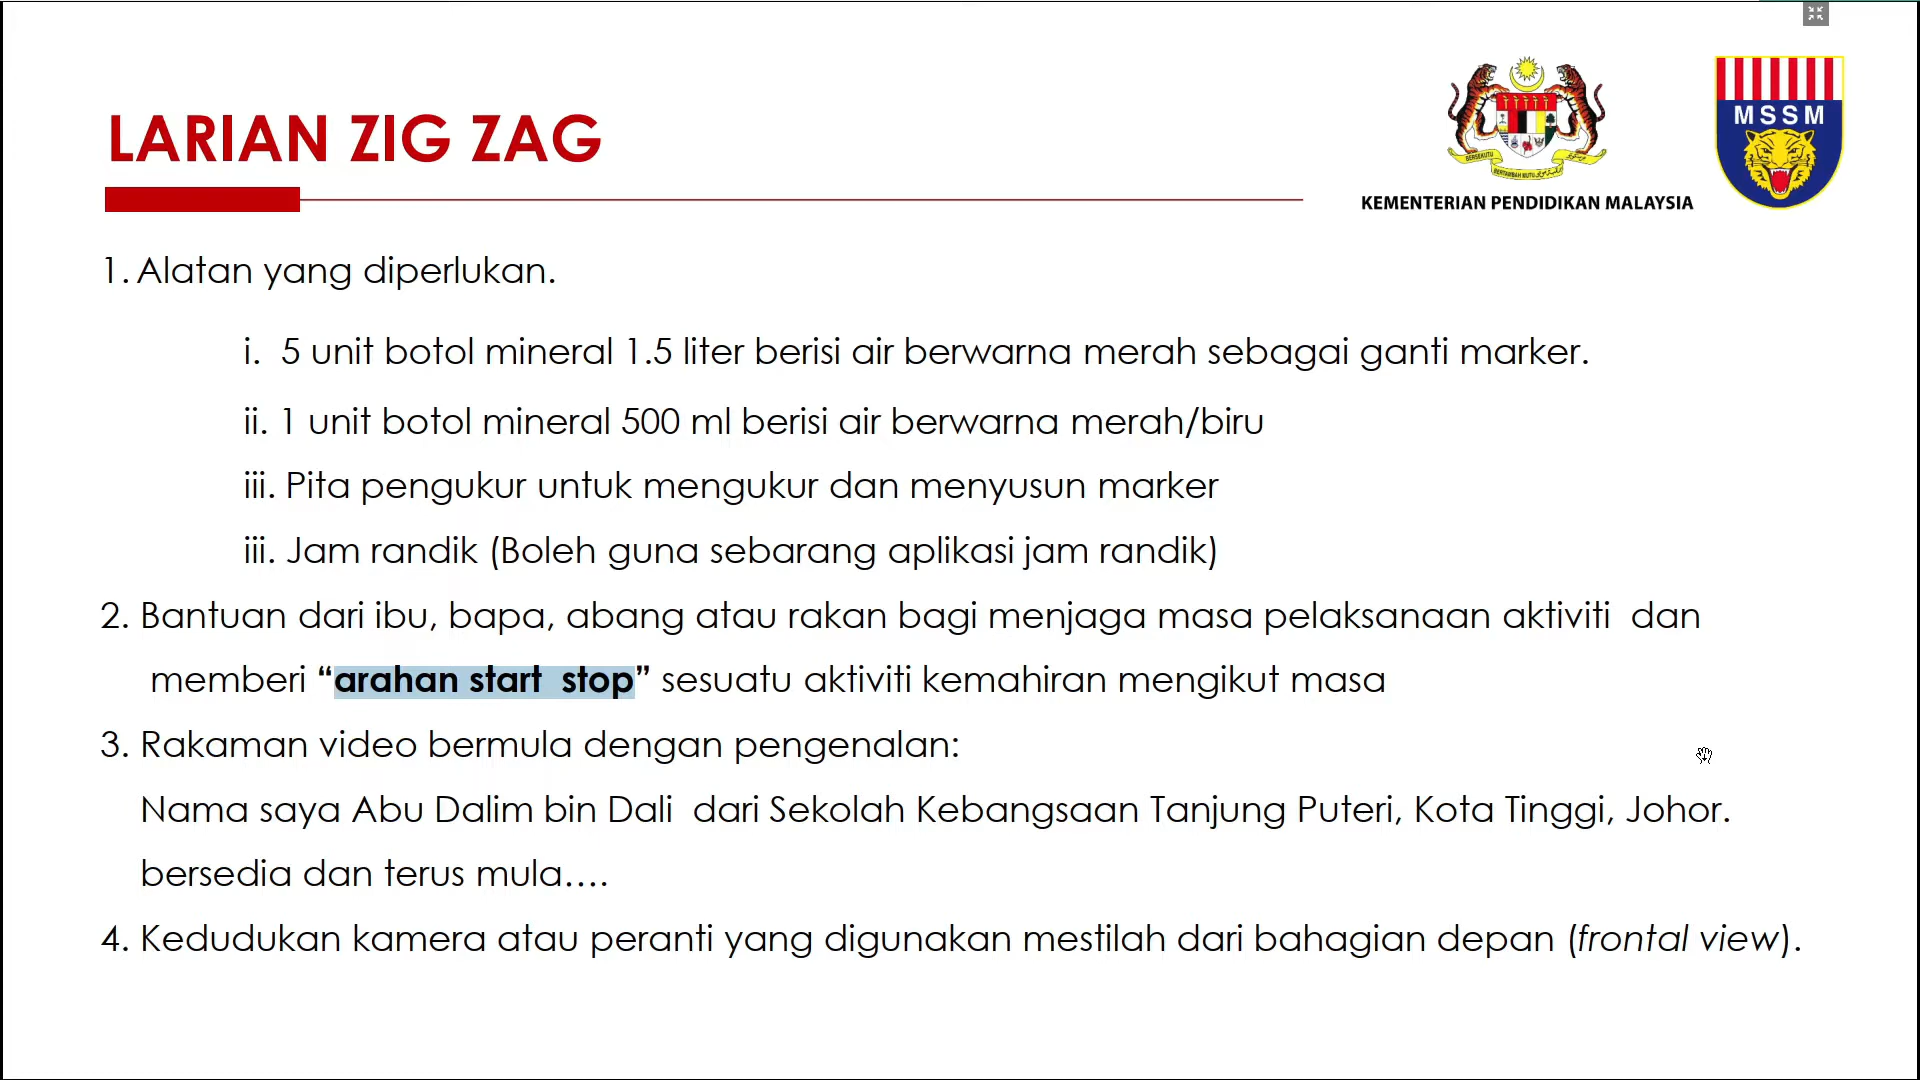 LARIAN ZIG ZAG
KEMENTERIAN PENDIDIKAN MALAYSIA
MSSM
1. Alatan yang diperlukan.
i. 5 unit botol mineral 1.5 liter berisi air berwarna merah sebagai ganti marker.
ii. 1 unit botol mineral 500 ml berisi air berwarna merah/biru
iii. Pita pengukur untuk mengukur dan menyusun marker
iii. Jam randik (Boleh guna sebarang aplikasi jam randik)
2. Bantuan dari ibu, bapa, abang atau rakan bagi menjaga masa pelaksanaan aktiviti dan
memberi “arahan start stop” sesuatu aktiviti kemahiran mengikut masa
3. Rakaman video bermula dengan pengenalan:
Nama saya Abu Dalim bin Dali dari Sekolah Kebangsaan Tanjung Puteri, Kota Tinggi, Johor.
bersedia dan terus mula….
4. Kedudukan kamera atau peranti yang digunakan mestilah dari bahagian depan (frontal view).